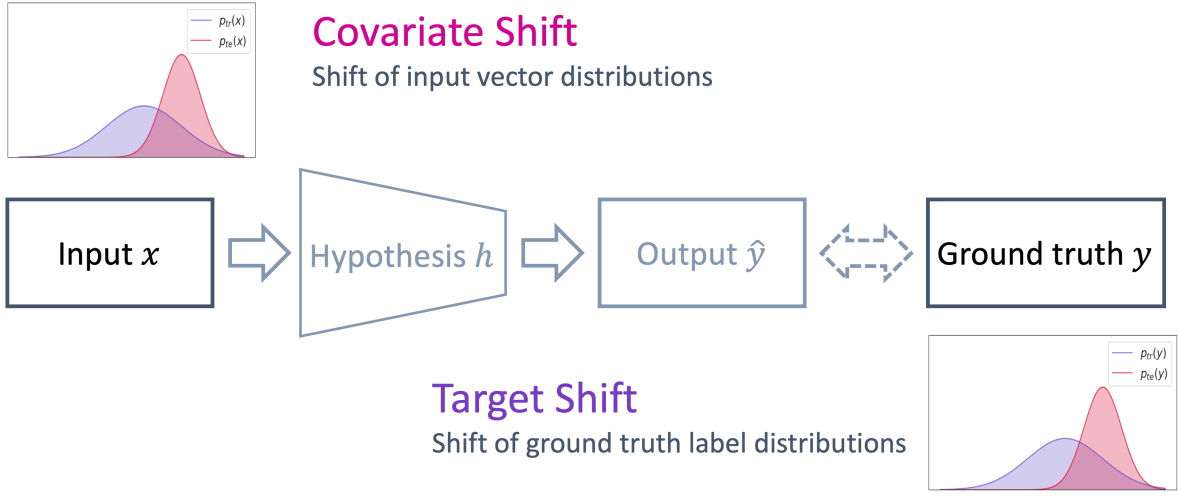 p_tr(x)
p_te(x)
Covariate Shift
Shift of input vector distributions
Input x
Hypothesis h
Output ŷ
Ground truth y
Target Shift
Shift of ground truth label distributions
p_tr(y)
p_te(y)